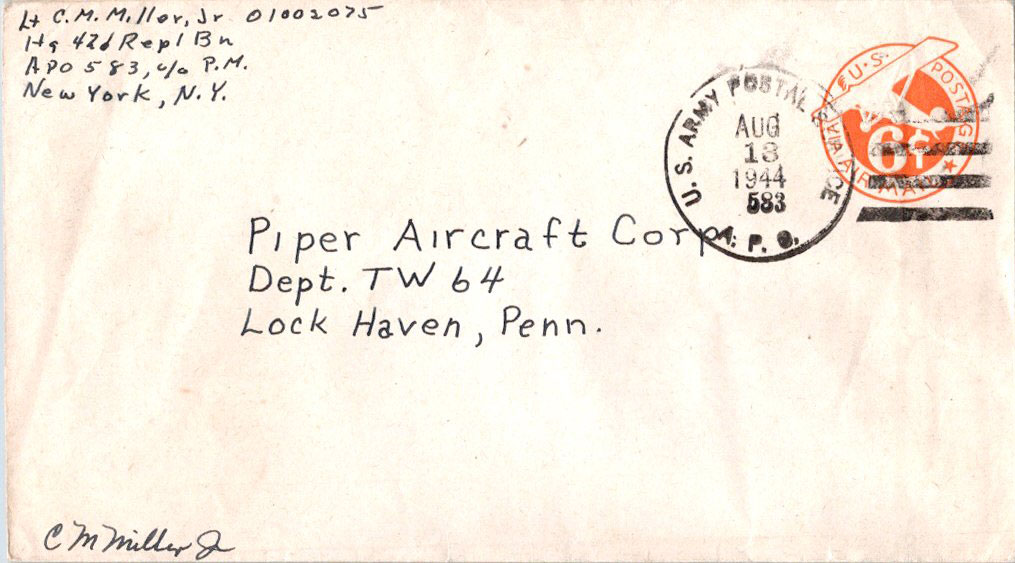 Lt C.M. Miller, Jr 01002075
Hq 42d Repl Bn
APO 583, c/o P.M.
New York, N.Y.
U.S. ARMY POSTAL SERVICE
AUG
18
1944
583
A.P.O.
U.S. POSTAGE
6¢
VIA AIR MAIL
Piper Aircraft Corp.
Dept. TW 64
Lock Haven, Penn.
C M Miller Jr